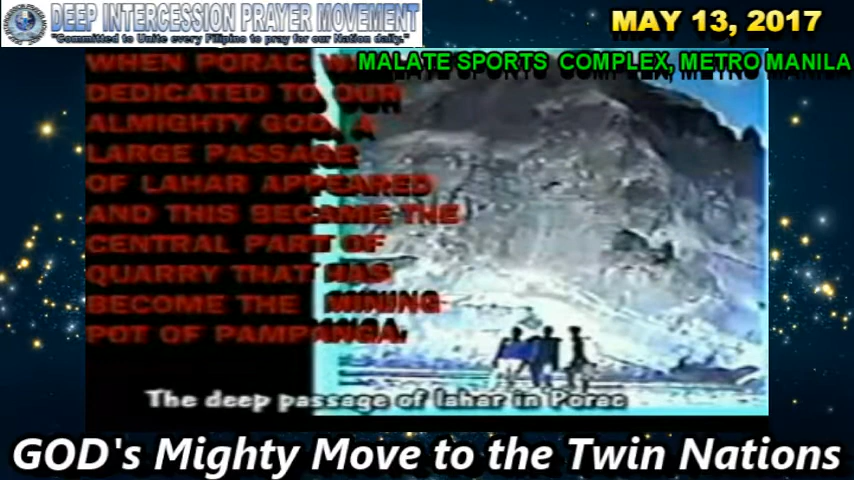 DEEP INTERCESSION PRAYER MOVEMENT
"Committed to Unite every Filipino to pray for our Nation daily."
MAY 13, 2017
MALATE SPORTS COMPLEX, METRO MANILA
WHEN PORAC
DEDICATED TO OUR
ALMIGHTY GOD, A
LARGE PASSAGE
OF LAHAR APPEARED
AND THIS BECAME THE
CENTRAL PART OF
QUARRY THAT HAS
BECOME THE MINING
POT OF PAMPANGA.
The deep passage of lahar in Porac
GOD's Mighty Move to the Twin Nations